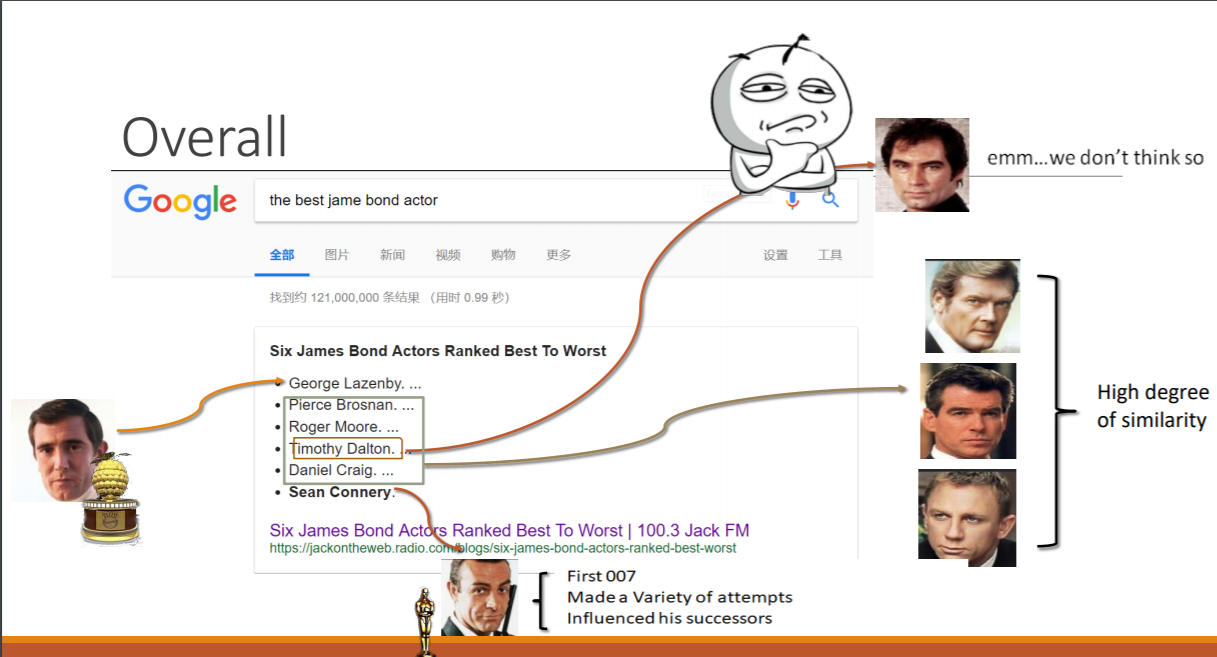 Overall
emm...we don't think so
Google
the best jame bond actor
全部 图片 新闻 视频 购物 更多 设置 工具
找到约 121,000,000 条结果 （用时 0.99 秒）
Six James Bond Actors Ranked Best To Worst
• George Lazenby. ...
• Pierce Brosnan. ...
• Roger Moore. ...
• Timothy Dalton. ...
• Daniel Craig. ...
• Sean Connery.
Six James Bond Actors Ranked Best To Worst | 100.3 Jack FM
https://jackontheweb.radio.com/blogs/six-james-bond-actors-ranked-best-worst
High degree
of similarity
First 007
Made a Variety of attempts
Influenced his successors